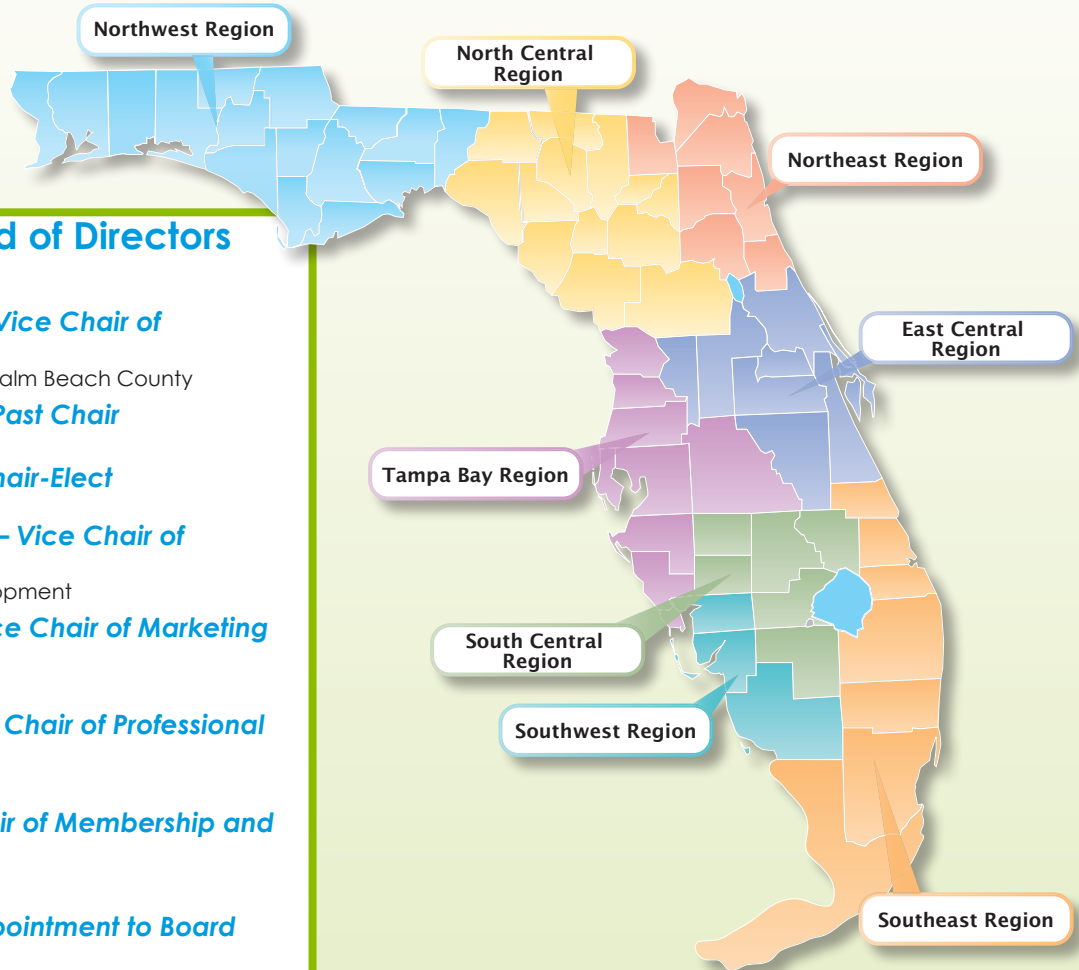 d of Directors
Vice Chair of
alm Beach County
Past Chair
hair-Elect
– Vice Chair of
opment
ce Chair of Marketing
Chair of Professional
ir of Membership and
pointment to Board
Northwest Region
North Central
Region
Northeast Region
East Central
Region
Tampa Bay Region
South Central
Region
Southwest Region
Southeast Region